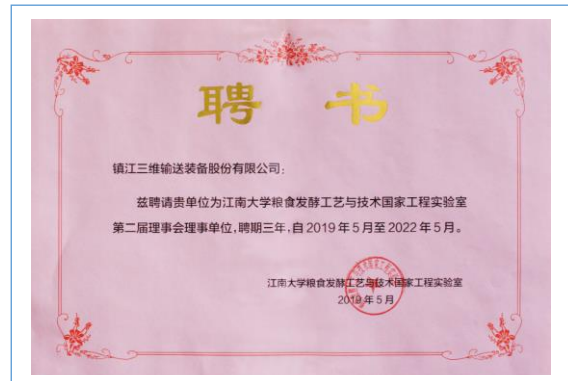 聘 书
镇江三维输送装备股份有限公司:
兹聘请贵单位为江南大学粮食发酵工艺与技术国家工程实验室
第二届理事会理事单位,聘期三年,自2019年5月至2022年5月。
江南大学粮食发酵工艺与技术国家工程实验室
2019年5月